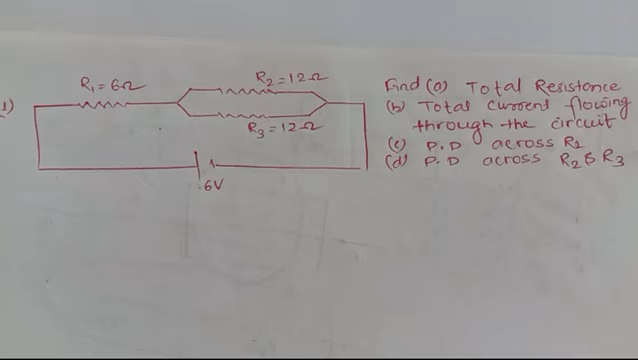 1)
R₁=6Ω
R₂=12Ω
R₃=12Ω
6V
Find (a) Total Resistance
(b) Total current flowing
through the circuit
(c) P.D across R₁
(d) P.D across R₂ & R₃